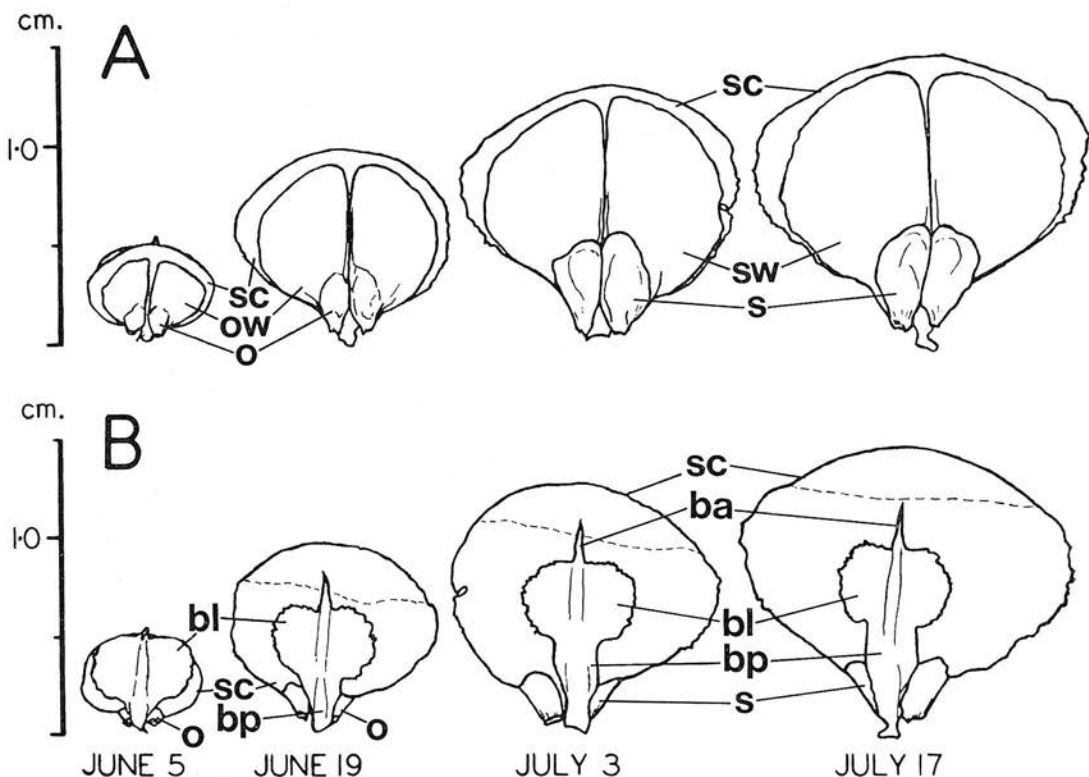 cm.
A
1·0
sc
sc
ow
o
sw
s
cm.
B
1·0
sc
ba
bl
bl
bp
sc
bp
s
o
o
JUNE 5 JUNE 19 JULY 3 JULY 17